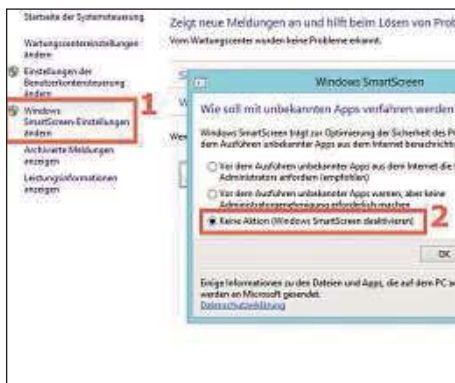 Startseite der Systemsteuerung
Wartungscentereinstellungen
ändern
Einstellungen der
Benutzerkontensteuerung
ändern
Windows
SmartScreen-Einstellungen
ändern
Archivierte Meldungen
anzeigen
Leistungsinformationen
anzeigen
1
Zeigt neue Meldungen an und hilft beim Lösen von Prob
Vom Wartungscenter wurden keine Probleme erkannt.
S
W
Wen
Windows SmartScreen
Wie soll mit unbekannten Apps verfahren werden
Windows SmartScreen trägt zur Optimierung der Sicherheit des PC
dem Ausführen unbekannter Apps aus dem Internet benachrichti
Vor dem Ausführen unbekannter Apps aus dem Internet die
Administrators anfordern (empfohlen)
Vor dem Ausführen unbekannter Apps warnen, aber keine
Administratorgenehmigung erforderlich machen
Keine Aktion (Windows SmartScreen deaktivieren)
2
OK
Einige Informationen zu den Dateien und Apps, die auf dem PC au
werden an Microsoft gesendet.
Datenschutzerklärung